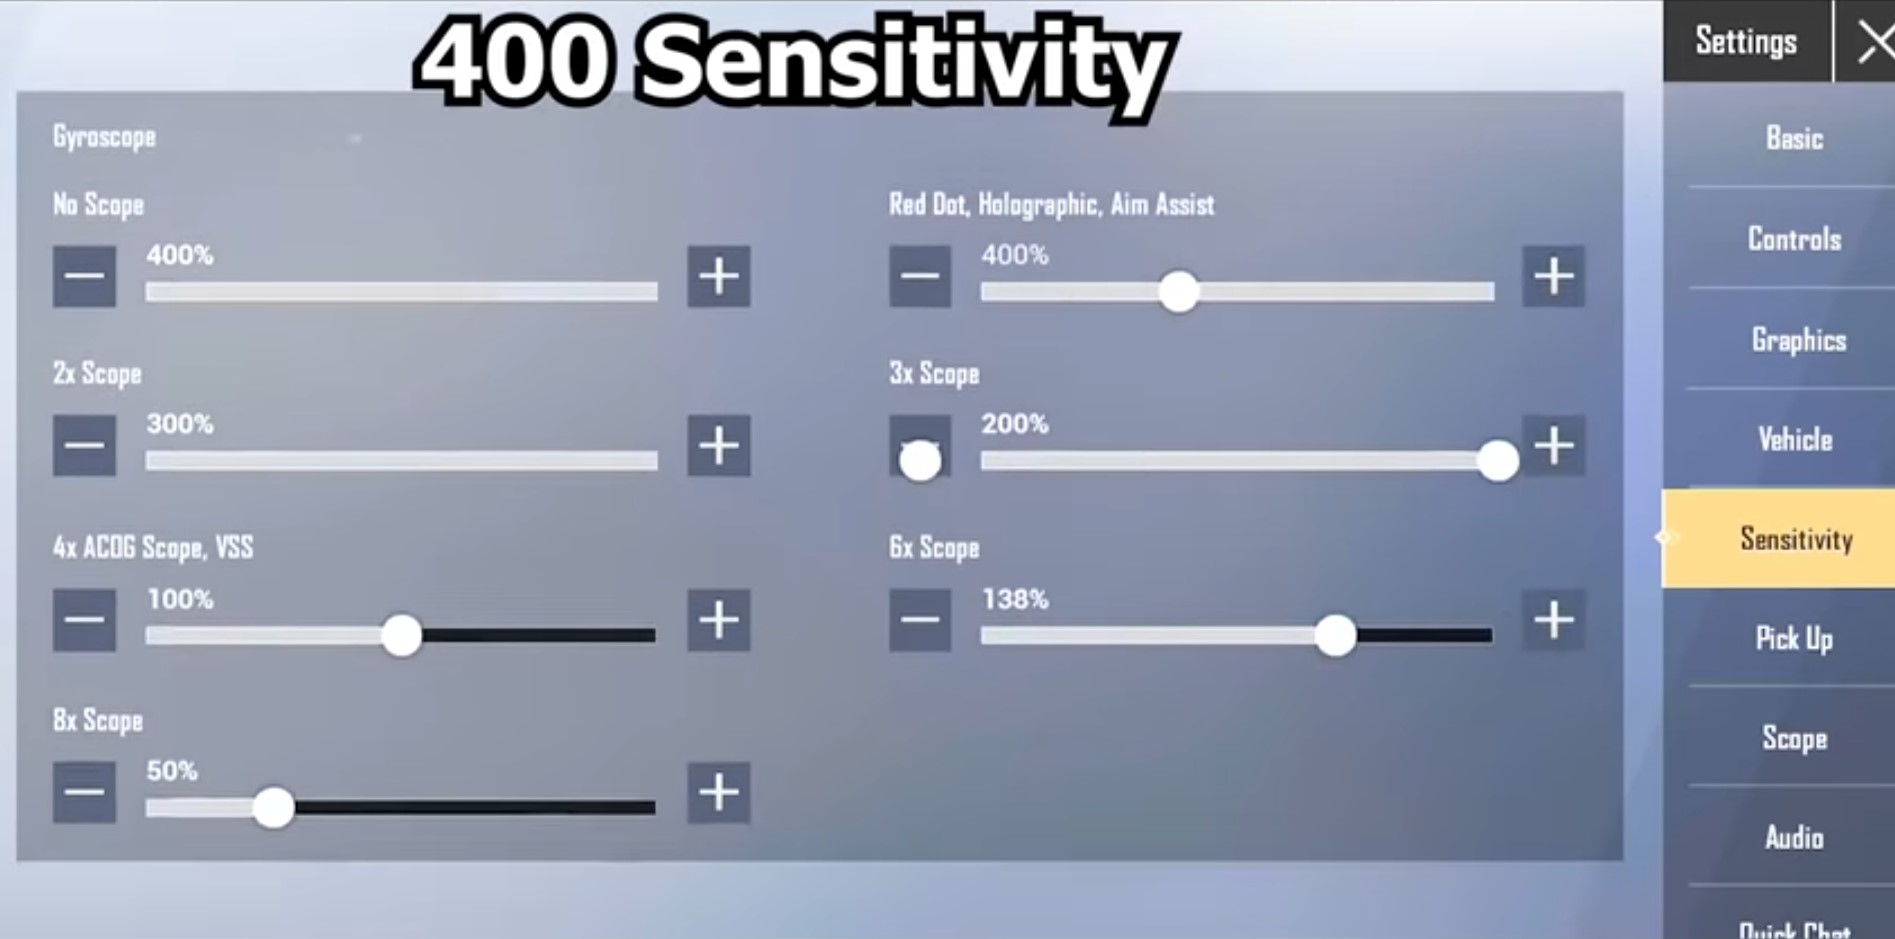 400 Sensitivity
Settings
Gyroscope
Basic
No Scope
Red Dot, Holographic, Aim Assist
400%
400%
Controls
Graphics
2x Scope
3x Scope
300%
200%
Vehicle
Sensitivity
4x ACOG Scope, VSS
6x Scope
100%
138%
Pick Up
8x Scope
50%
Scope
Audio
Quick Chat